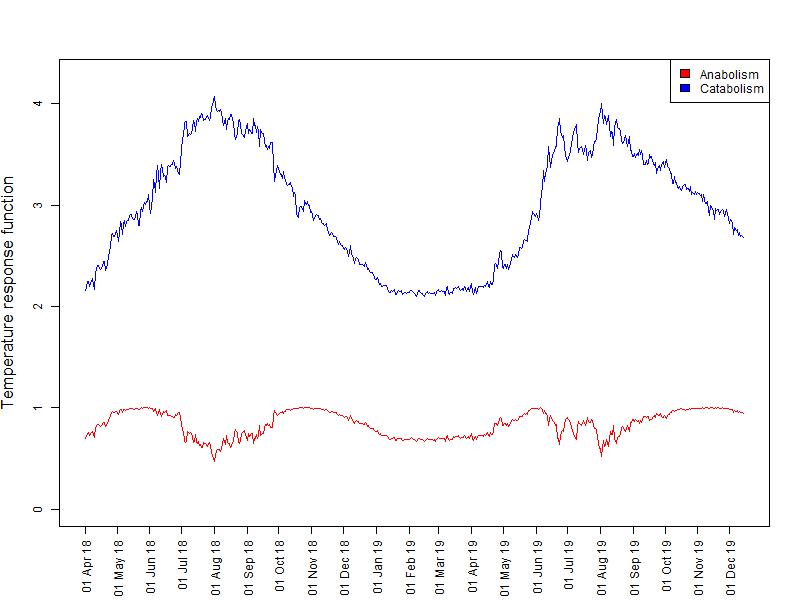 Anabolism
Catabolism
Temperature response function
4
3
2
1
0
01 Apr 18
01 May 18
01 Jun 18
01 Jul 18
01 Aug 18
01 Sep 18
01 Oct 18
01 Nov 18
01 Dec 18
01 Jan 19
01 Feb 19
01 Mar 19
01 Apr 19
01 May 19
01 Jun 19
01 Jul 19
01 Aug 19
01 Sep 19
01 Oct 19
01 Nov 19
01 Dec 19